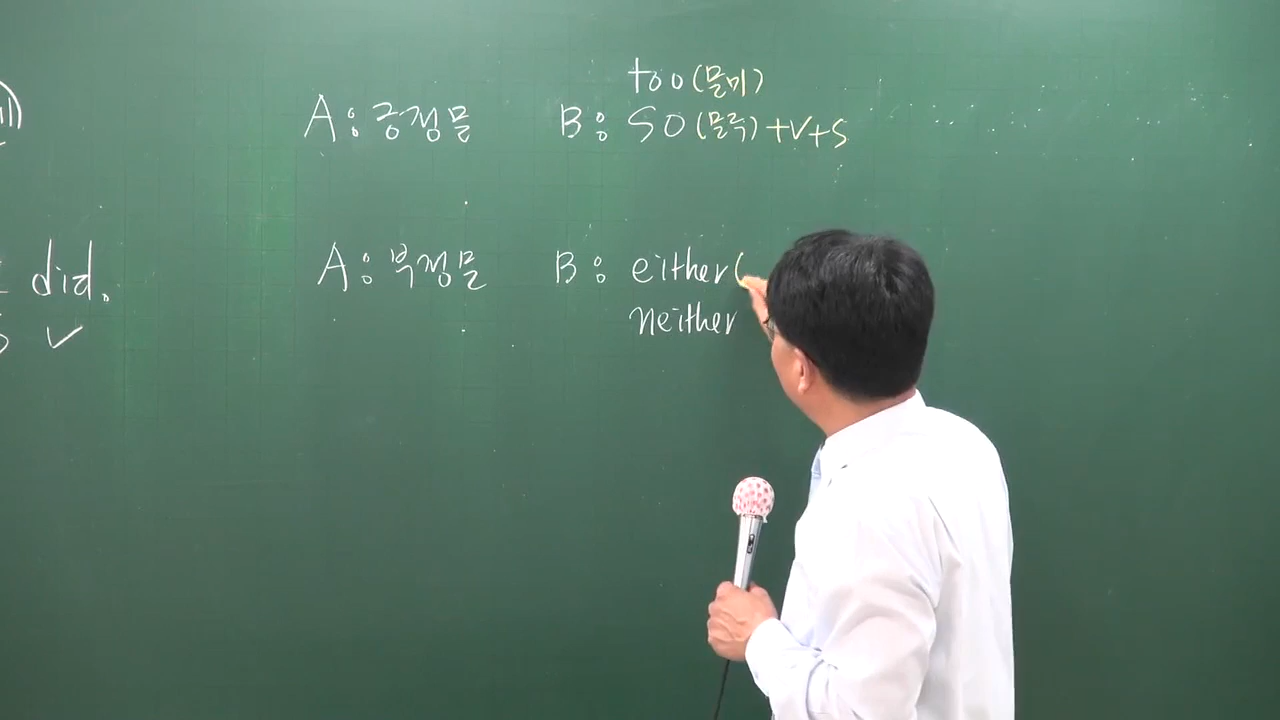 too(문미)
A: 긍정문 B: so(문두)+V+S
did.
A: 부정문 B: either(
neither